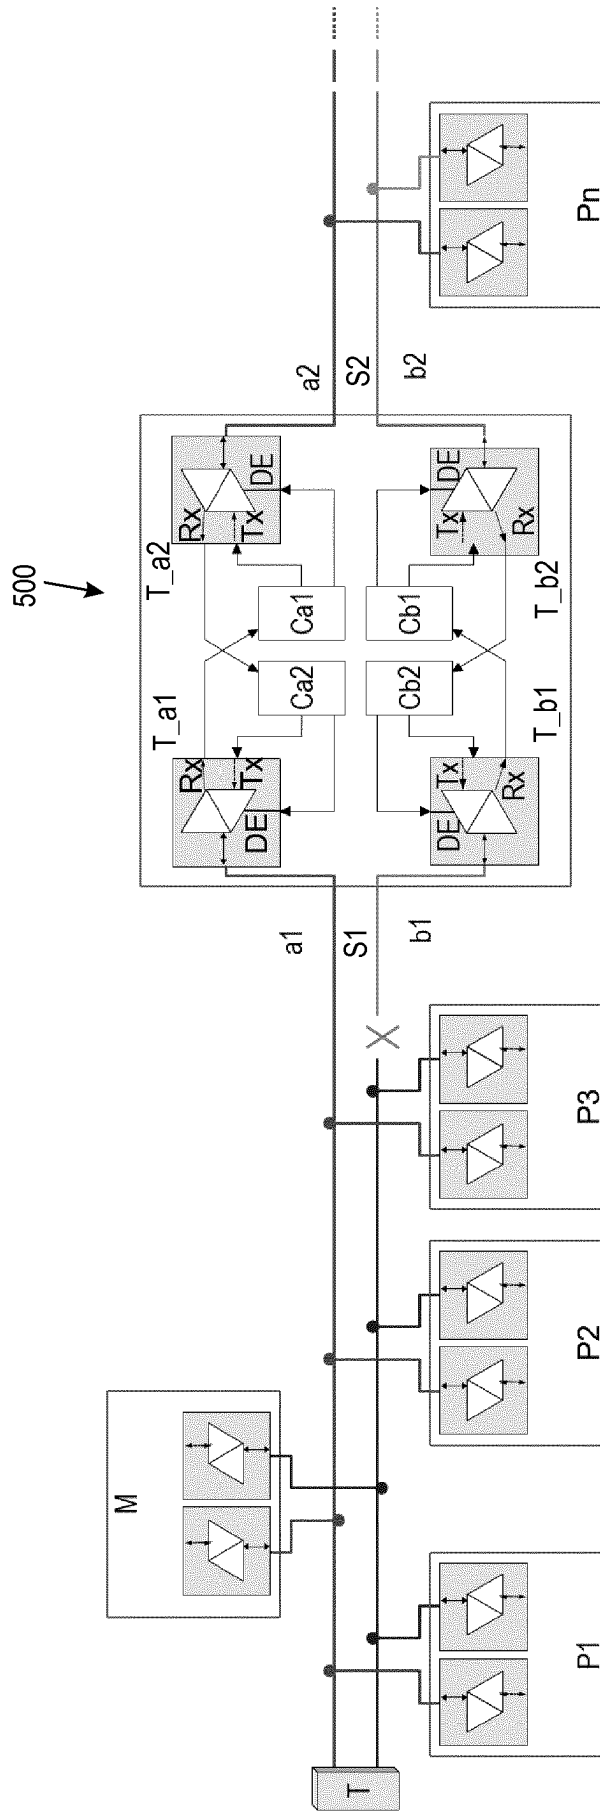 500
M
T_a1
T_a2
Rx
Rx
Tx
Tx
DE
DE
a1
Ca2
Ca1
a2
T
S1
S2
b1
Cb2
Cb1
b2
DE
Tx
Tx
DE
Rx
Rx
T_b1
T_b2
P1
P2
P3
Pn